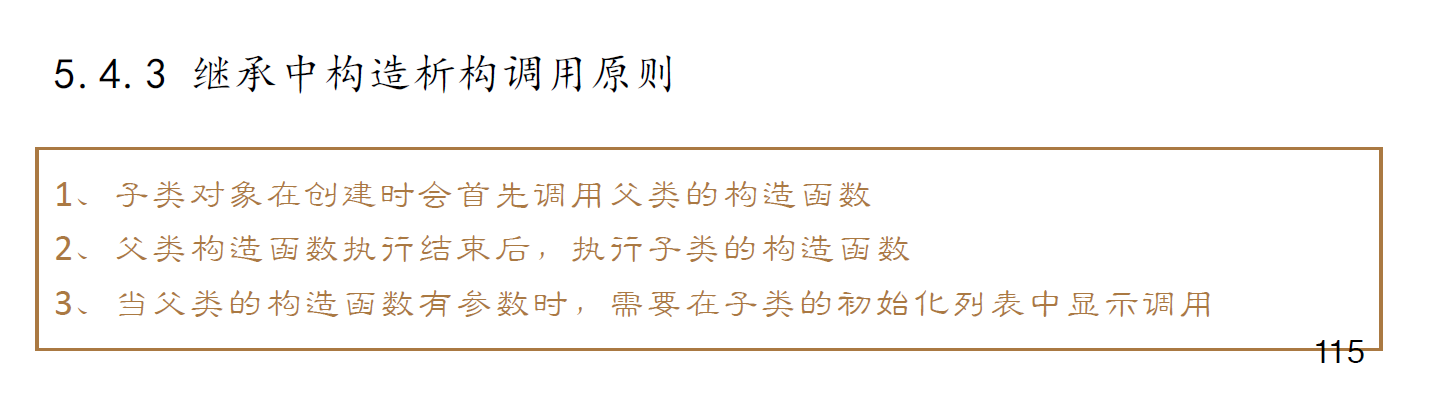 5.4.3 继承中构造析构调用原则
1、子类对象在创建时会首先调用父类的构造函数
2、父类构造函数执行结束后，执行子类的构造函数
3、当父类的构造函数有参数时，需要在子类的初始化列表中显示调用
115